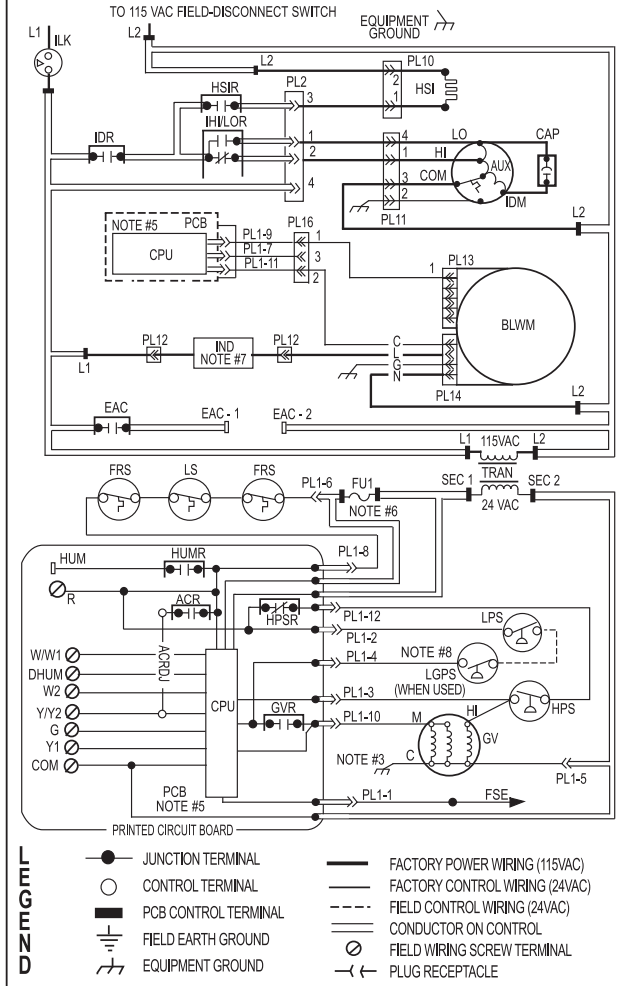 TO 115 VAC FIELD-DISCONNECT SWITCH
EQUIPMENT
GROUND
L1
ILK
L2
L2
PL10
2
1
HSI
HSIR
PL2
3
IHI/LOR
IDR
1
2
4
4
1
3
2
LO
HI
COM
AUX
IDM
CAP
PL11
L2
NOTE #5
PCB
CPU
PL1-9
PL1-7
PL1-11
PL16
1
3
2
PL13
1
BLWM
L1
PL12
IND
NOTE #7
PL12
C
L
G
N
PL14
L2
EAC
EAC - 1
EAC - 2
L1
115VAC
L2
TRAN
SEC 1
SEC 2
24 VAC
FRS
LS
FRS
PL1-6
FU1
NOTE #6
HUM
HUMR
PL1-8
R
ACR
HPSR
PL1-12
PL1-2
LPS
ACRDJ
PL1-4
NOTE #8
LGPS
(WHEN USED)
W/W1
DHUM
W2
Y/Y2
G
Y1
COM
CPU
PL1-3
HPS
GVR
PL1-10
M
HI
GV
NOTE #3
C
PL1-5
PCB
NOTE #5
PL1-1
FSE
PRINTED CIRCUIT BOARD
LEGEND
JUNCTION TERMINAL
CONTROL TERMINAL
PCB CONTROL TERMINAL
FIELD EARTH GROUND
EQUIPMENT GROUND
FACTORY POWER WIRING (115VAC)
FACTORY CONTROL WIRING (24VAC)
FIELD CONTROL WIRING (24VAC)
CONDUCTOR ON CONTROL
FIELD WIRING SCREW TERMINAL
PLUG RECEPTACLE